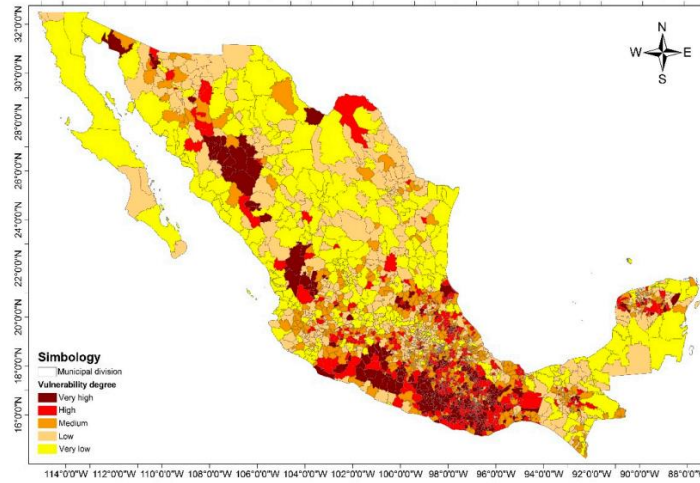 N
W E
S
32°0'0"N
30°0'0"N
28°0'0"N
26°0'0"N
24°0'0"N
22°0'0"N
20°0'0"N
18°0'0"N
16°0'0"N
Simbology
Municipal division
Vulnerability degree
Very high
High
Medium
Low
Very low
114°0'0"W 112°0'0"W 110°0'0"W 108°0'0"W 106°0'0"W 104°0'0"W 102°0'0"W 100°0'0"W 98°0'0"W 96°0'0"W 94°0'0"W 92°0'0"W 90°0'0"W 88°0'0"W